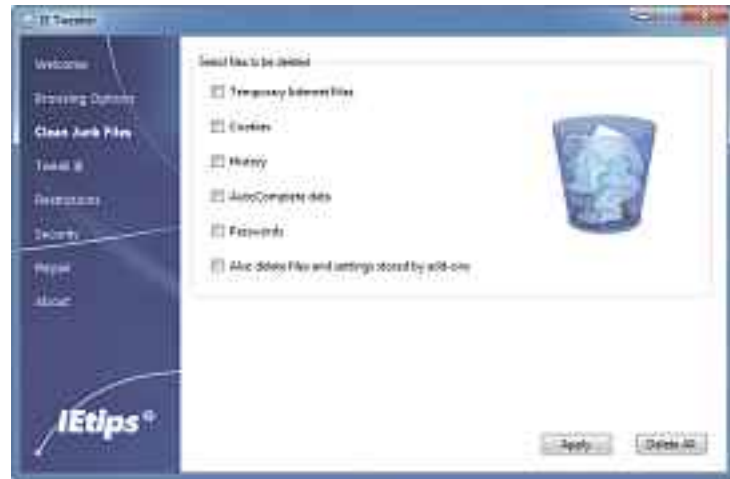 IE Tweaker
Welcome
Browsing Options
Clean Junk Files
Tweak it
Restrictions
Security
Repair
About
IEtips
Select files to be deleted
Temporary Internet Files
Cookies
History
AutoComplete data
Passwords
Also delete files and settings stored by add-ons
Apply
Delete All